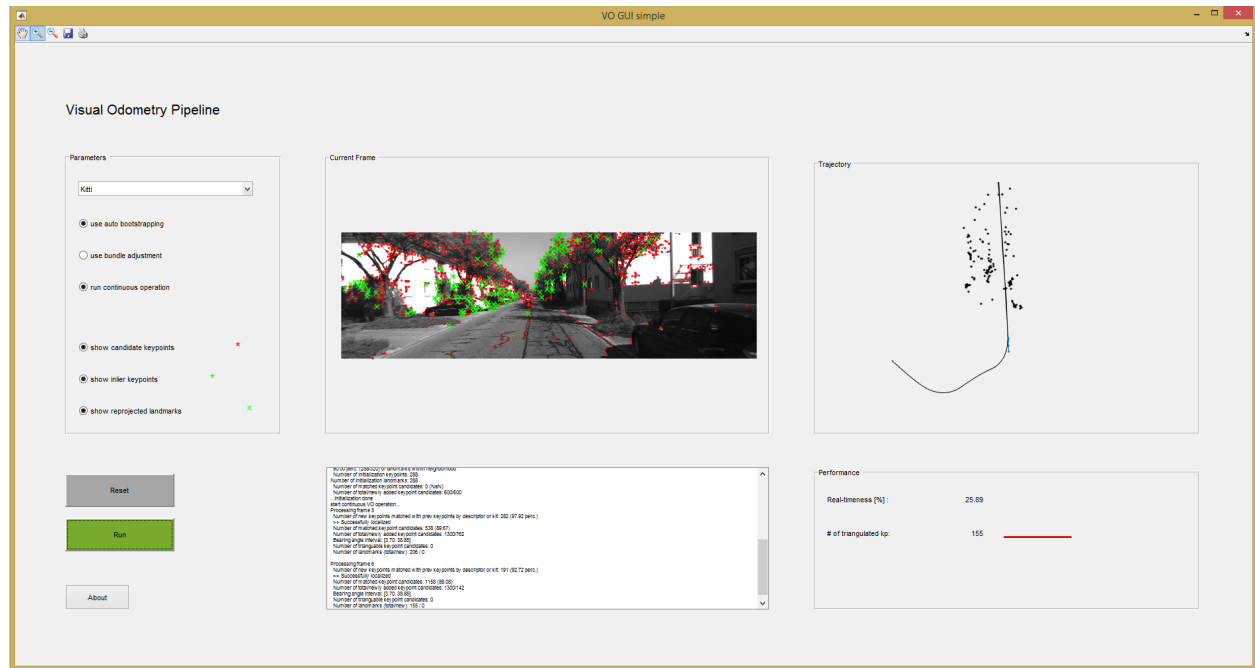 VO GUI simple
Visual Odometry Pipeline
Parameters
Kitti
use auto bootstrapping
use bundle adjustment
run continuous operation
show candidate keypoints *
show inlier keypoints *
show reprojected landmarks x
Reset
Run
About
Current Frame
Number of initialization keypoints: 288
Number of initialization landmarks: 288
Number of matched keypoint candidates: 0 (NaN)
Number of total/newly added keypoint candidates: 600/600
...initialization done
start continuous VO operation...
Processing frame 5
Number of new keypoints matched with prev keypoints by descriptor or klt: 282 (97.92 perc.)
>> Successfully localized
Number of matched keypoint candidates: 538 (89.67)
Number of total/newly added keypoint candidates: 1300/762
Bearing angle interval: [3.70, 38.88]
Number of triangulable keypoint candidates: 0
Number of landmarks (total/new): 206 / 0
Processing frame 6
Number of new keypoints matched with prev keypoints by descriptor or klt: 191 (92.72 perc.)
>> Successfully localized
Number of matched keypoint candidates: 1158 (89.08)
Number of total/newly added keypoint candidates: 1300/142
Bearing angle interval: [3.70, 38.88]
Number of triangulable keypoint candidates: 0
Number of landmarks (total/new): 155 / 0
Trajectory
Performance
Real-timeness [%] : 25.89
# of triangulated kp: 155